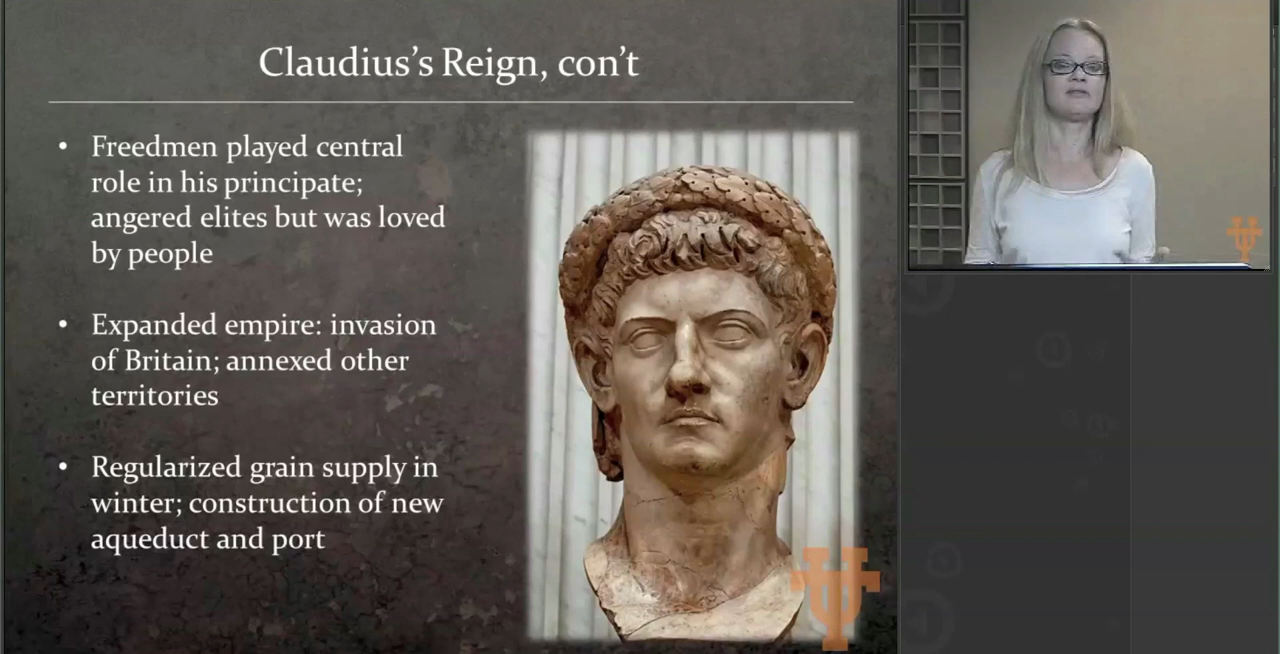 Claudius’s Reign, con’t
• Freedmen played central
role in his principate;
angered elites but was loved
by people
• Expanded empire: invasion
of Britain; annexed other
territories
• Regularized grain supply in
winter; construction of new
aqueduct and port